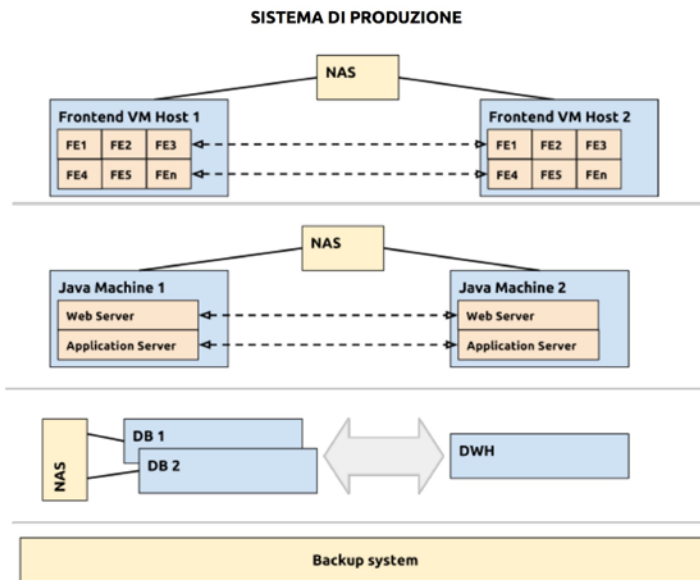 SISTEMA DI PRODUZIONE
NAS
Frontend VM Host 1
FE1 FE2 FE3
FE4 FE5 FEn
Frontend VM Host 2
FE1 FE2 FE3
FE4 FE5 FEn
NAS
Java Machine 1
Web Server
Application Server
Java Machine 2
Web Server
Application Server
NAS
DB 1
DB 2
DWH
Backup system